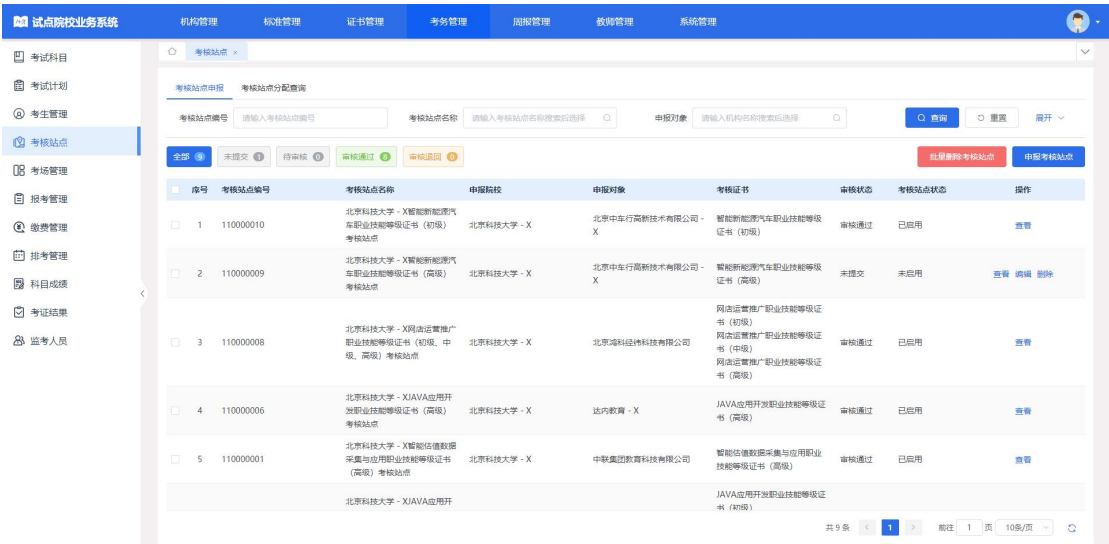 试点院校业务系统 机构管理 标准管理 证书管理 考务管理 周报管理 教师管理 系统管理
考试科目
考试计划
考生管理
考核站点
考场管理
报考管理
缴费管理
排考管理
科目成绩
考证结果
监考人员
考核站点 ×
考核站点申报 考核站点分配查询
考核站点编号 请输入考核站点编号 考核站点名称 请输入考核站点名称搜索后选择 申报对象 请输入机构名称搜索后选择 查询 重置 展开
全部 9 未提交 1 待审核 0 审核通过 8 审核退回 0 批量删除考核站点 申报考核站点
序号 考核站点编号 考核站点名称 申报院校 申报对象 考核证书 审核状态 考核站点状态 操作
北京科技大学 - X智能新能源汽
1 110000010 车职业技能等级证书（初级） 北京科技大学 - X 北京中车行高新技术有限公司 - 智能新能源汽车职业技能等级 审核通过 已启用 查看
考核站点 X 证书（初级）
北京科技大学 - X智能新能源汽
2 110000009 车职业技能等级证书（高级） 北京科技大学 - X 北京中车行高新技术有限公司 - 智能新能源汽车职业技能等级 未提交 未启用 查看 编辑 删除
考核站点 X 证书（高级）
网店运营推广职业技能等级证
书（初级）
北京科技大学 - X网店运营推广 网店运营推广职业技能等级证
3 110000008 职业技能等级证书（初级、中 北京科技大学 - X 北京鸿科经纬科技有限公司 书（中级） 审核通过 已启用 查看
级、高级）考核站点 网店运营推广职业技能等级证
书（高级）
北京科技大学 - XJAVA应用开
4 110000006 发职业技能等级证书（高级） 北京科技大学 - X 达内教育 - X JAVA应用开发职业技能等级证 审核通过 已启用 查看
考核站点 书（高级）
北京科技大学 - X智能估值数据
5 110000001 采集与应用职业技能等级证书 北京科技大学 - X 中联集团教育科技有限公司 智能估值数据采集与应用职业 审核通过 已启用 查看
（高级）考核站点 技能等级证书（高级）
北京科技大学 - XJAVA应用开 JAVA应用开发职业技能等级证
书（初级）
共 9 条 1 前往 1 页 10条/页